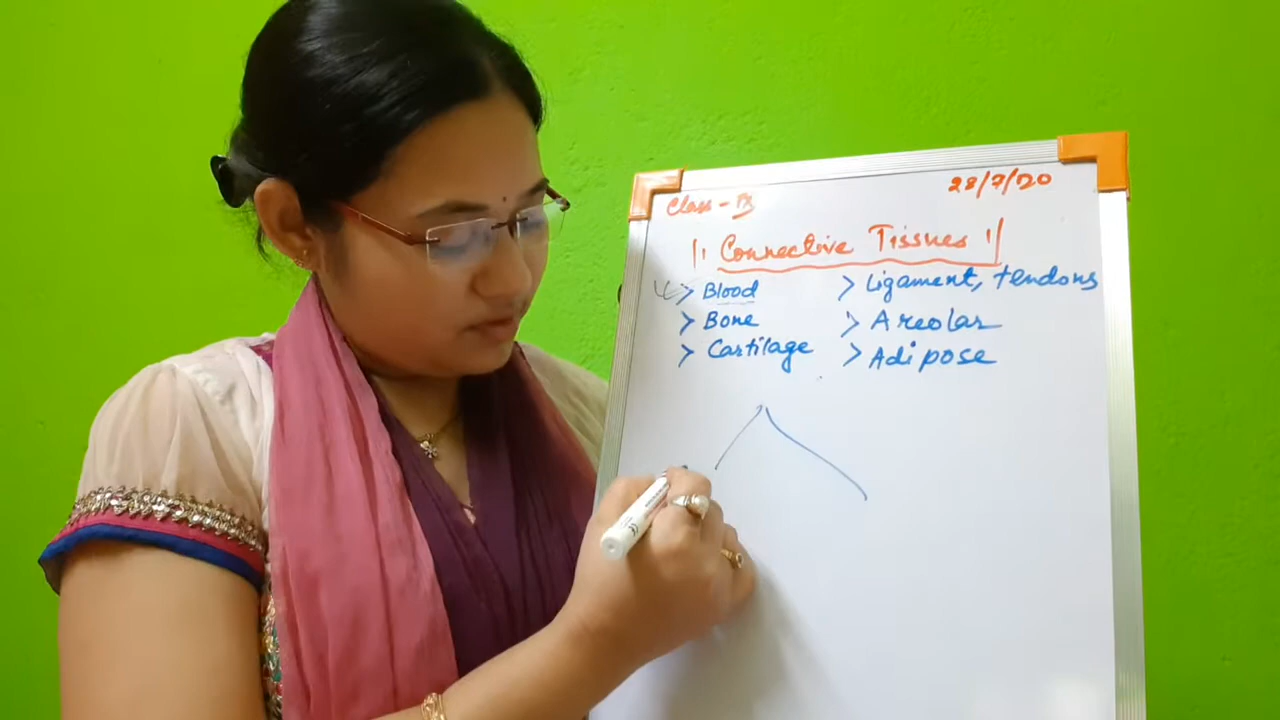 Class - IX
28/7/20
Connective Tissues
> Blood > Ligament, tendons
> Bone > Areolar
> Cartilage > Adipose